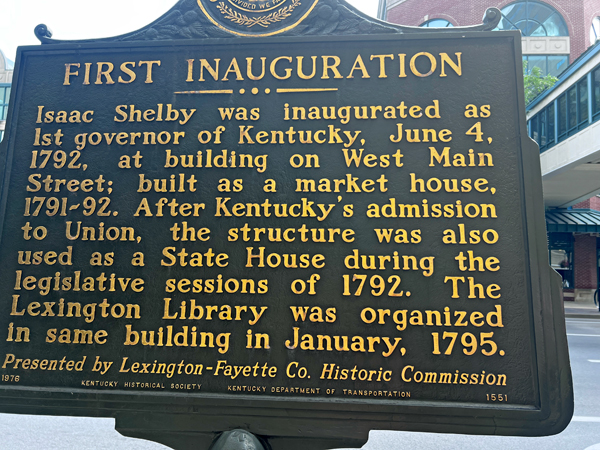 DIVIDED WE FA
FIRST INAUGURATION
Isaac Shelby was inaugurated as
1st governor of Kentucky, June 4,
1792, at building on West Main
Street; built as a market house,
1791-92. After Kentucky's admission
to Union, the structure was also
used as a State House during the
legislative sessions of 1792. The
Lexington Library was organized
in same building in January, 1795.
Presented by Lexington-Fayette Co. Historic Commission
1976 KENTUCKY HISTORICAL SOCIETY KENTUCKY DEPARTMENT OF TRANSPORTATION 1551